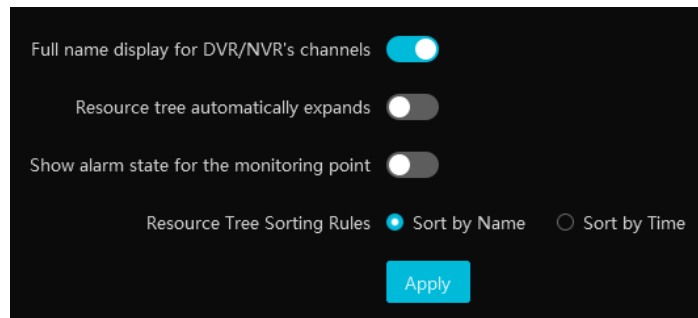 Full name display for DVR/NVR's channels
Resource tree automatically expands
Show alarm state for the monitoring point
Resource Tree Sorting Rules Sort by Name Sort by Time
Apply